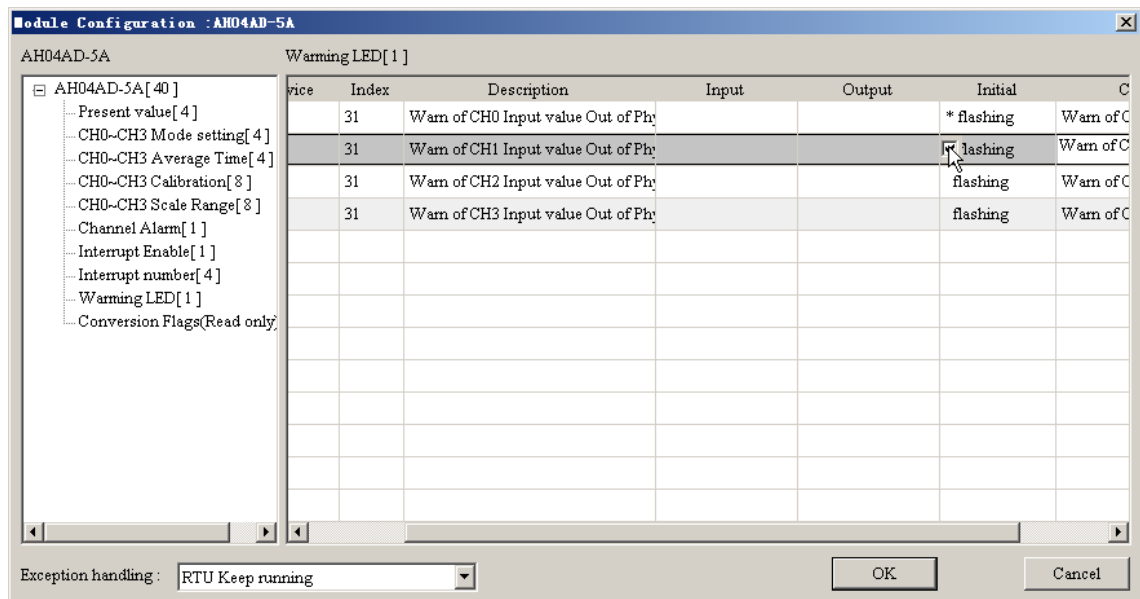 Module Configuration :AH04AD-5A
AH04AD-5A
AH04AD-5A[ 40 ]
Present value[ 4 ]
CH0~CH3 Mode setting[ 4 ]
CH0~CH3 Average Time[ 4 ]
CH0~CH3 Calibration[ 8 ]
CH0~CH3 Scale Range[ 8 ]
Channel Alarm[ 1 ]
Interrupt Enable[ 1 ]
Interrupt number[ 4 ]
Warming LED[ 1 ]
Conversion Flags(Read only)
Warming LED[ 1 ]
vice Index Description Input Output Initial C
31 Warn of CH0 Input value Out of Phy * flashing Warn of C
31 Warn of CH1 Input value Out of Phy lashing Warn of C
31 Warn of CH2 Input value Out of Phy flashing Warn of C
31 Warn of CH3 Input value Out of Phy flashing Warn of C
Exception handling : RTU Keep running
OK Cancel